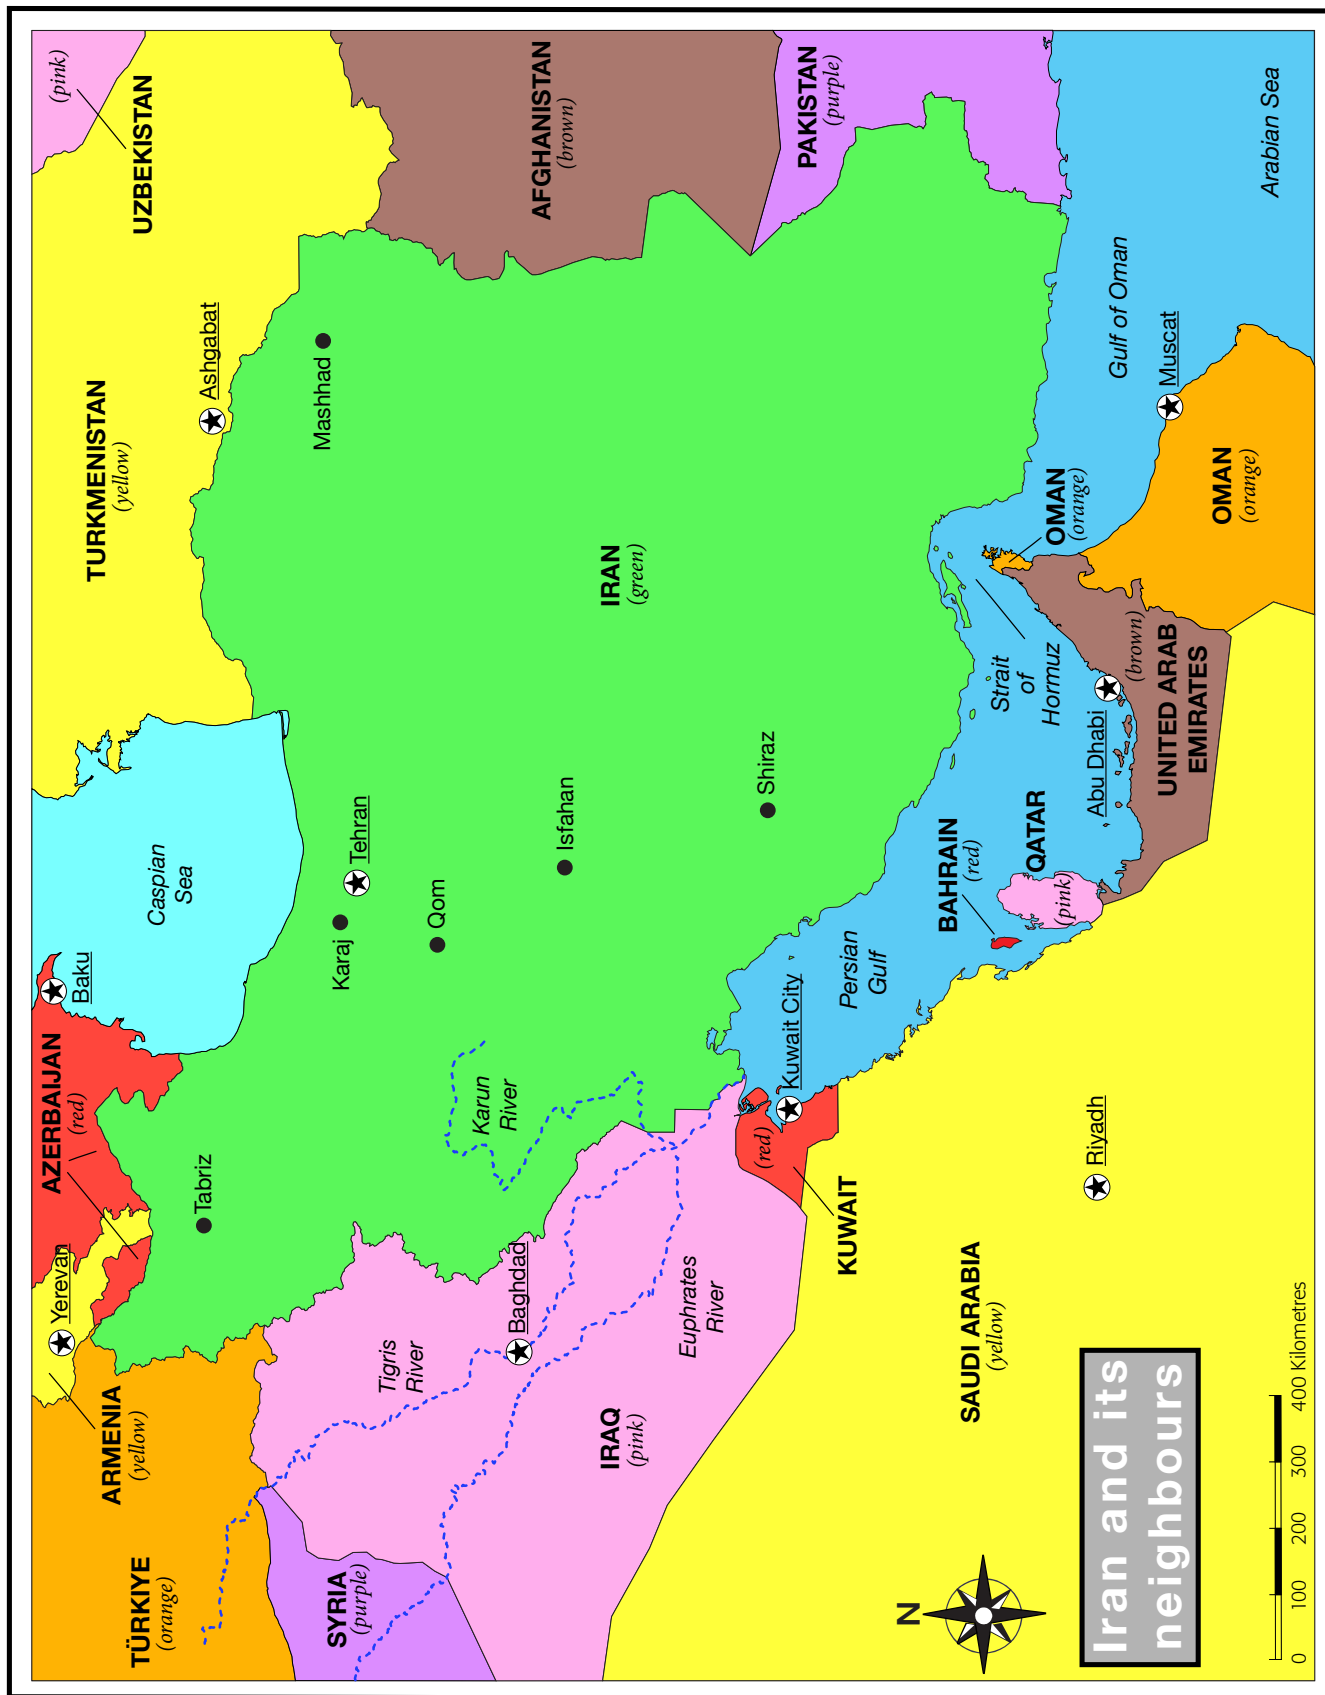 TÜRKIYE
(orange)
ARMENIA
(yellow)
Yerevan
AZERBAIJAN
(red)
Baku
Caspian
Sea
TURKMENISTAN
(yellow)
Ashgabat
UZBEKISTAN
(pink)
SYRIA
(purple)
Tigris
River
Tabriz
Karaj
Tehran
Qom
Mashhad
AFGHANISTAN
(brown)
IRAQ
(pink)
Baghdad
Euphrates
River
Karun
River
Isfahan
IRAN
(green)
Shiraz
PAKISTAN
(purple)
KUWAIT
(red)
Kuwait City
Persian
Gulf
BAHRAIN
(red)
QATAR
(pink)
Strait
of
Hormuz
OMAN
(orange)
Gulf of Oman
Arabian Sea
SAUDI ARABIA
(yellow)
Riyadh
Abu Dhabi
(brown)
UNITED ARAB
EMIRATES
Muscat
OMAN
(orange)
N
Iran and its
neighbours
0 100 200 300 400 Kilometres